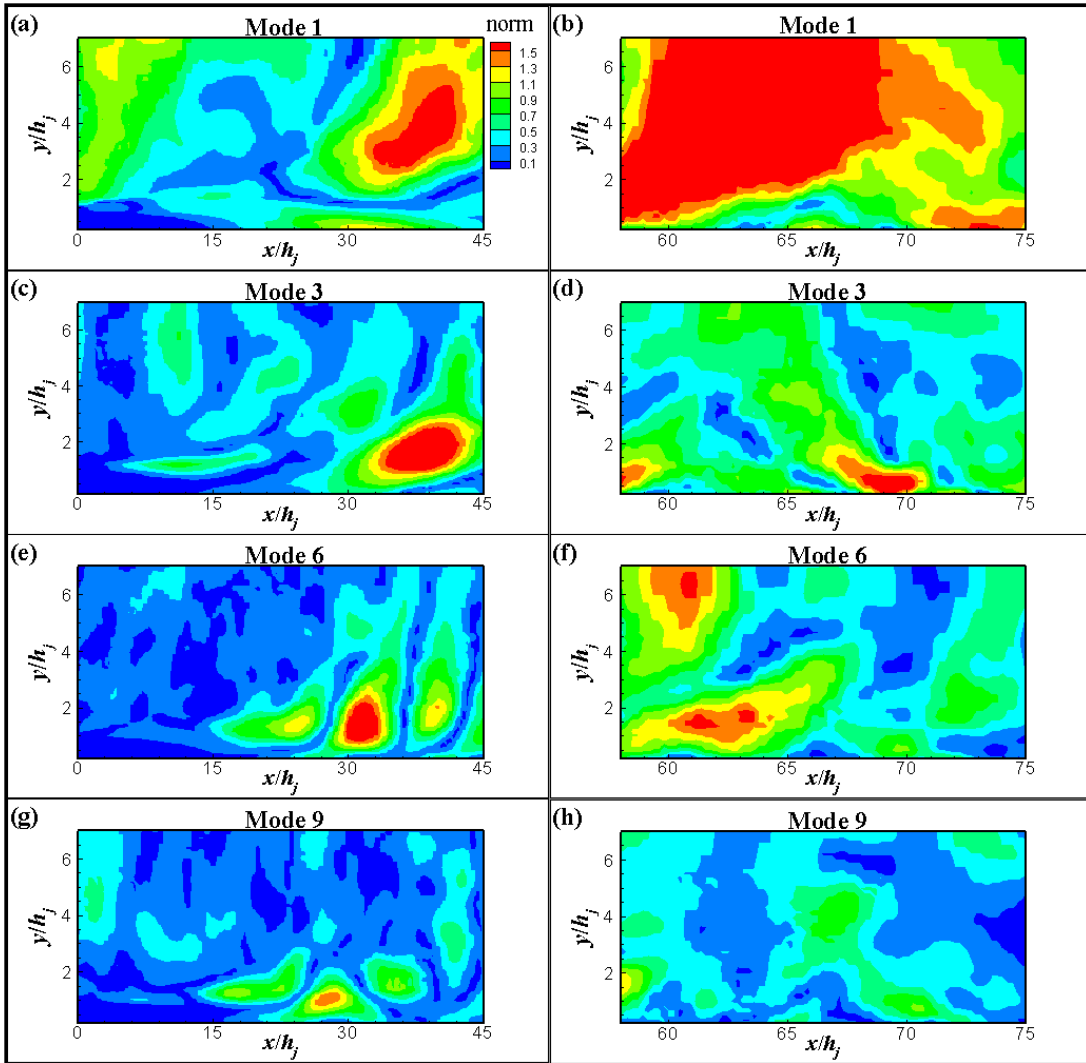 (a)
Mode 1
norm
1.5
1.3
1.1
0.9
0.7
0.5
0.3
0.1
y/hj
6
4
2
0
15
30
45
x/hj
(b)
Mode 1
y/hj
6
4
2
60
65
70
75
x/hj
(c)
Mode 3
y/hj
6
4
2
0
15
30
45
x/hj
(d)
Mode 3
y/hj
6
4
2
60
65
70
75
x/hj
(e)
Mode 6
y/hj
6
4
2
0
15
30
45
x/hj
(f)
Mode 6
y/hj
6
4
2
60
65
70
75
x/hj
(g)
Mode 9
y/hj
6
4
2
0
15
30
45
x/hj
(h)
Mode 9
y/hj
6
4
2
60
65
70
75
x/hj